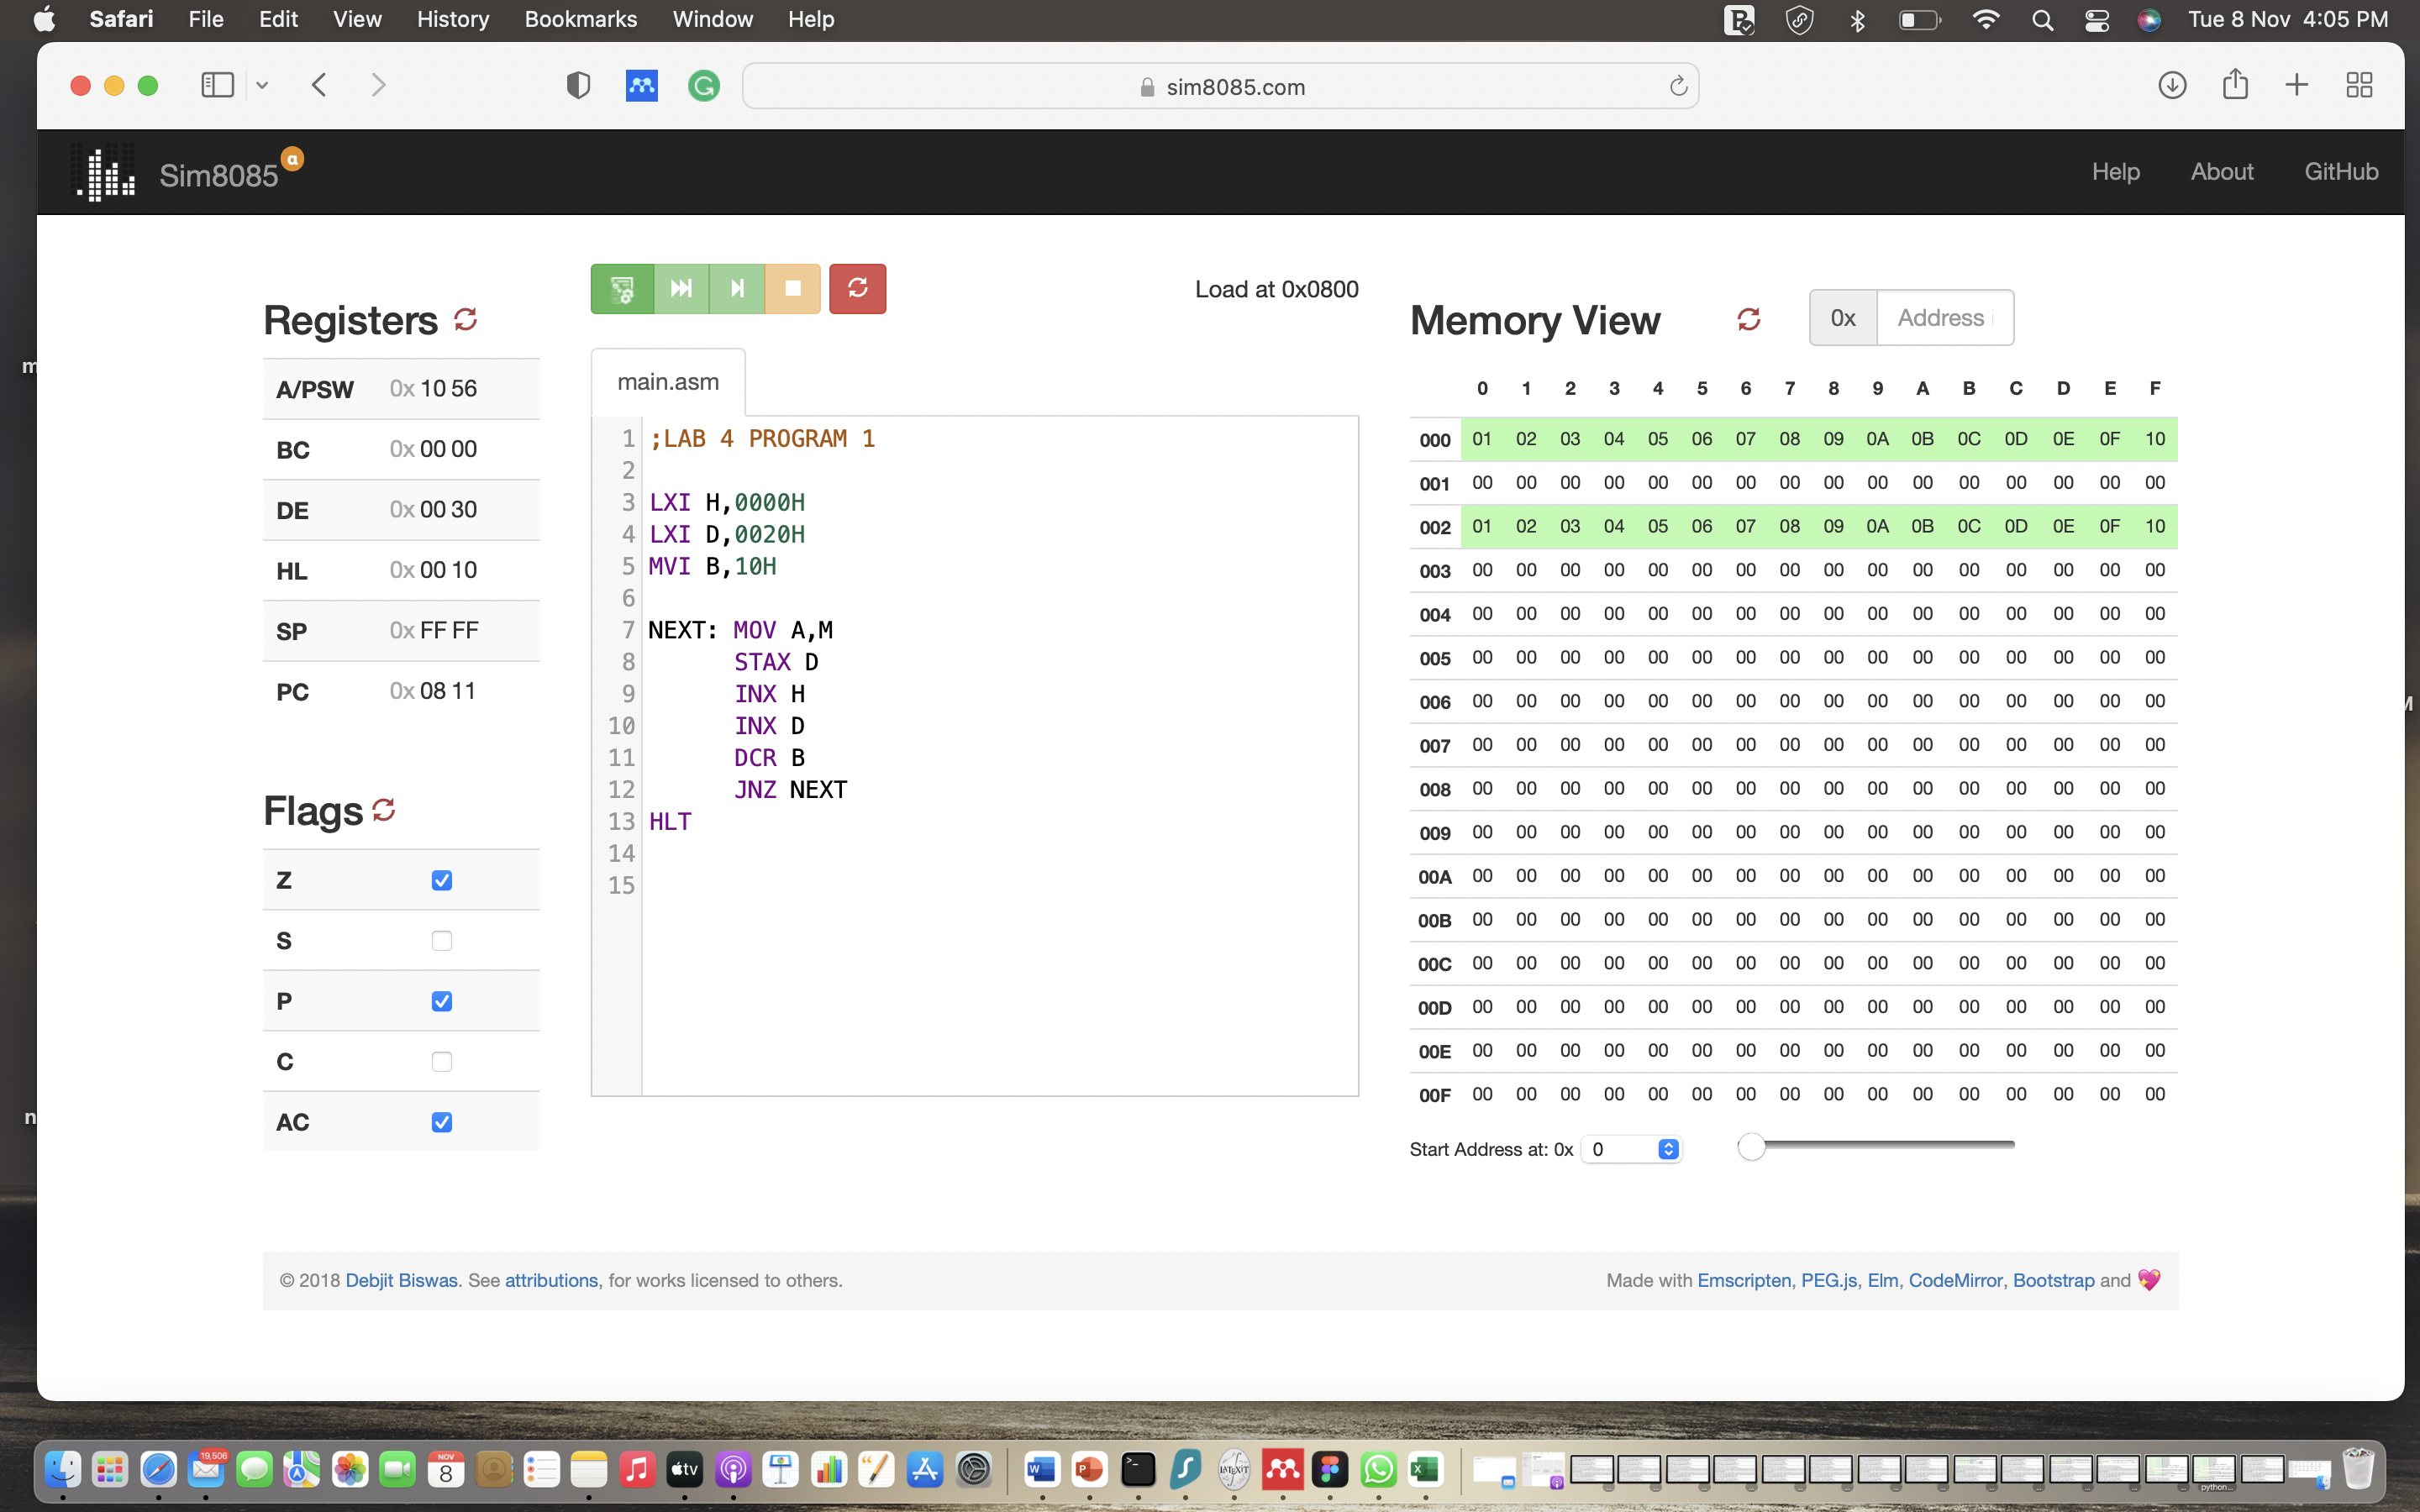 Safari File Edit View History Bookmarks Window Help Tue 8 Nov 4:05 PM
sim8085.com
Sim8085 α Help About GitHub
Load at 0x0800
Registers
A/PSW 0x 10 56
BC 0x 00 00
DE 0x 00 30
HL 0x 00 10
SP 0x FF FF
PC 0x 08 11
Flags
Z
S
P
C
AC
main.asm
1 ;LAB 4 PROGRAM 1
2
3 LXI H,0000H
4 LXI D,0020H
5 MVI B,10H
6
7 NEXT: MOV A,M
8 STAX D
9 INX H
10 INX D
11 DCR B
12 JNZ NEXT
13 HLT
14
15
Memory View 0x Address
0 1 2 3 4 5 6 7 8 9 A B C D E F
000 01 02 03 04 05 06 07 08 09 0A 0B 0C 0D 0E 0F 10
001 00 00 00 00 00 00 00 00 00 00 00 00 00 00 00 00
002 01 02 03 04 05 06 07 08 09 0A 0B 0C 0D 0E 0F 10
003 00 00 00 00 00 00 00 00 00 00 00 00 00 00 00 00
004 00 00 00 00 00 00 00 00 00 00 00 00 00 00 00 00
005 00 00 00 00 00 00 00 00 00 00 00 00 00 00 00 00
006 00 00 00 00 00 00 00 00 00 00 00 00 00 00 00 00
007 00 00 00 00 00 00 00 00 00 00 00 00 00 00 00 00
008 00 00 00 00 00 00 00 00 00 00 00 00 00 00 00 00
009 00 00 00 00 00 00 00 00 00 00 00 00 00 00 00 00
00A 00 00 00 00 00 00 00 00 00 00 00 00 00 00 00 00
00B 00 00 00 00 00 00 00 00 00 00 00 00 00 00 00 00
00C 00 00 00 00 00 00 00 00 00 00 00 00 00 00 00 00
00D 00 00 00 00 00 00 00 00 00 00 00 00 00 00 00 00
00E 00 00 00 00 00 00 00 00 00 00 00 00 00 00 00 00
00F 00 00 00 00 00 00 00 00 00 00 00 00 00 00 00 00
Start Address at: 0x 0
© 2018 Debjit Biswas. See attributions, for works licensed to others.
Made with Emscripten, PEG.js, Elm, CodeMirror, Bootstrap and 💖
19,506
NOV
8
tv
python...